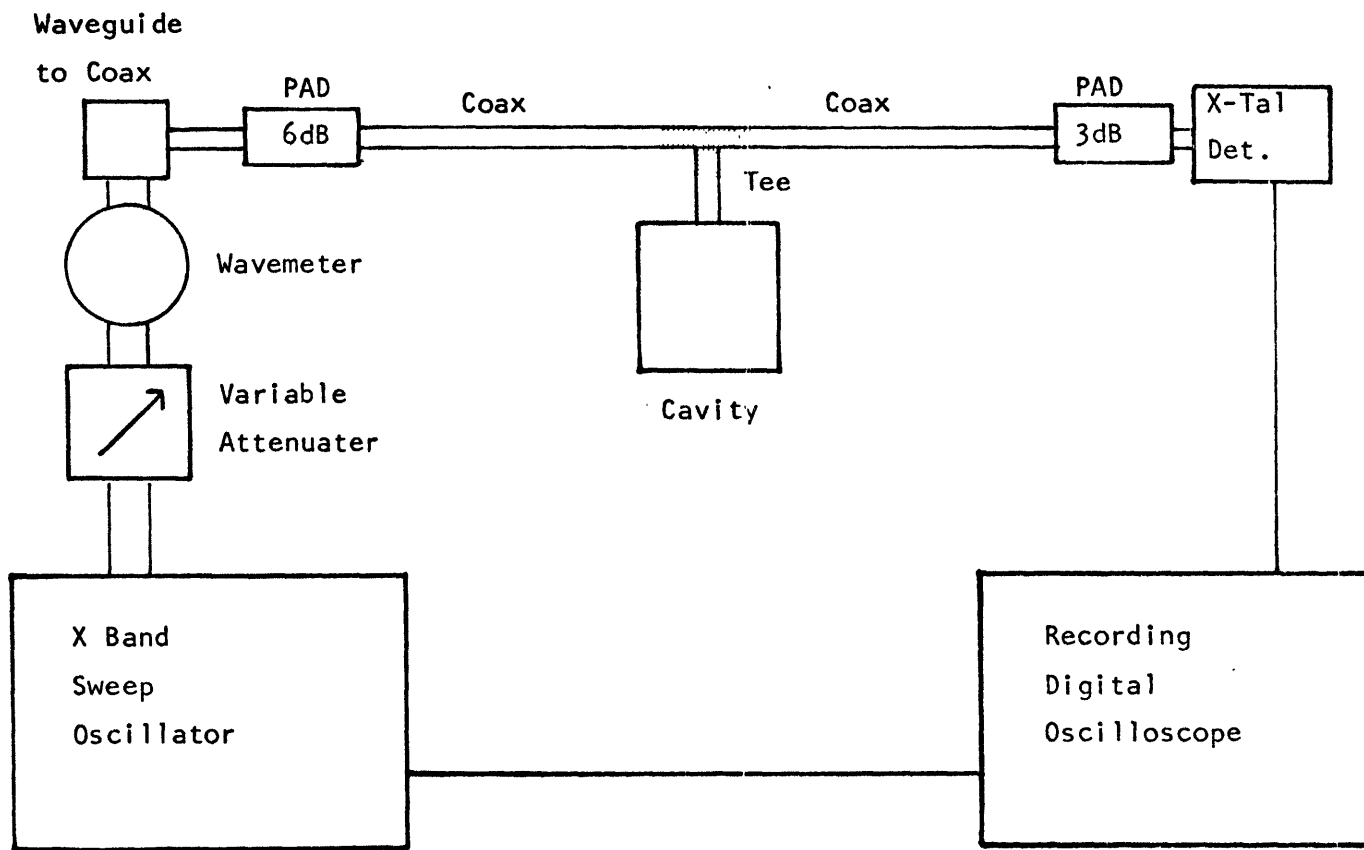 Waveguide
to Coax
PAD
6dB
Coax
Coax
PAD
3dB
X-Tal
Det.
Tee
Wavemeter
Cavity
Variable
Attenuater
X Band
Sweep
Oscillator
Recording
Digital
Oscilloscope